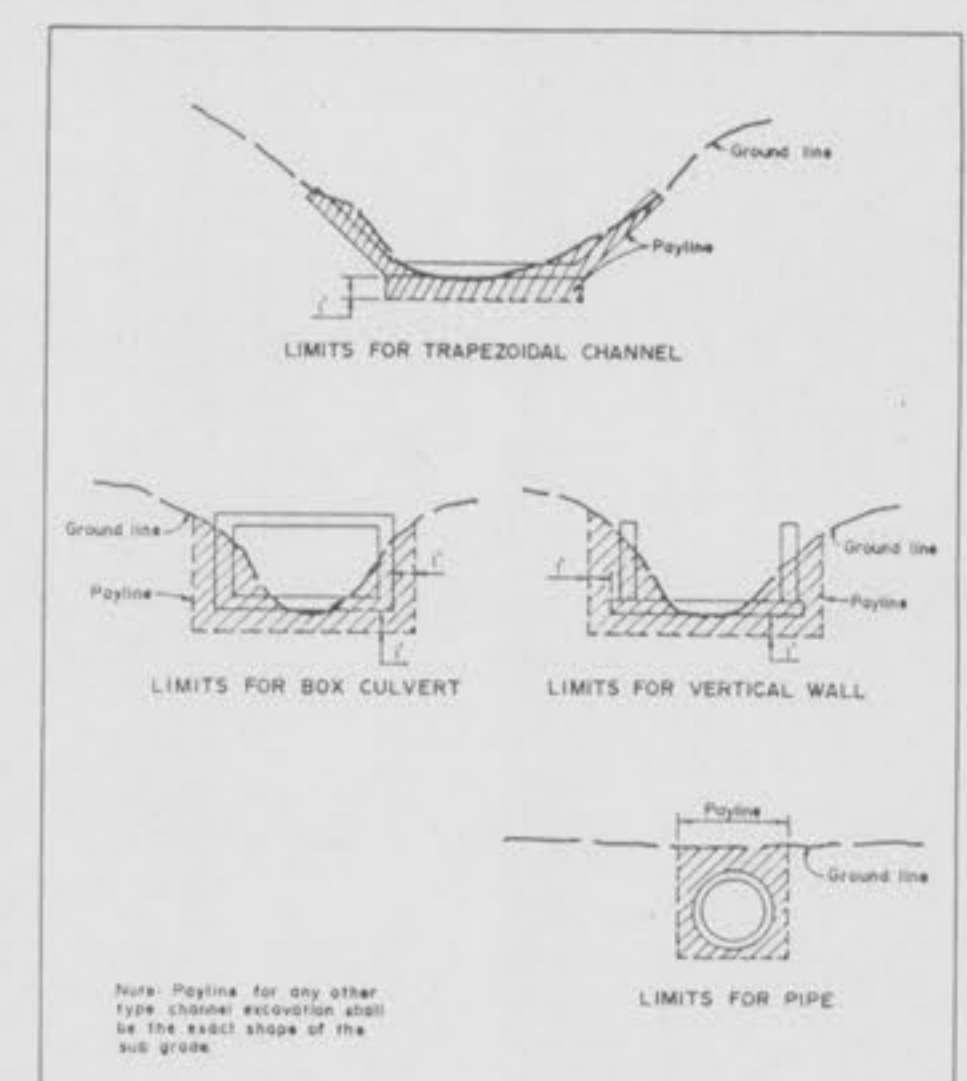 Ground line
Payline
1'
LIMITS FOR TRAPEZOIDAL CHANNEL
Ground line
Payline
1'
1'
LIMITS FOR BOX CULVERT
1'
Ground line
Payline
1'
LIMITS FOR VERTICAL WALL
Payline
Ground line
LIMITS FOR PIPE
Note: Payline for any other
type channel excavation shall
be the exact shape of the
sub grade.